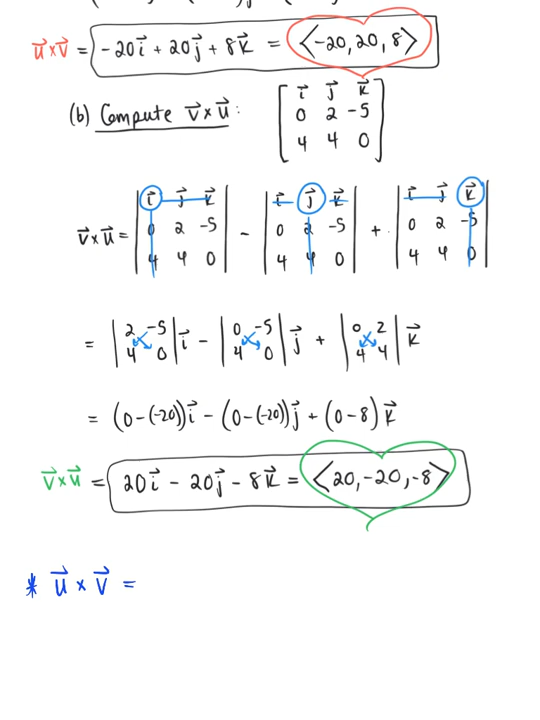 u⃗×v⃗ = -20i⃗ + 20j⃗ + 8k⃗ = <-20, 20, 8>
(b) Compute v⃗×u⃗:
i⃗ j⃗ k⃗
0 2 -5
4 4 0
v⃗×u⃗ = |i⃗ j⃗ k⃗| - |i⃗ j⃗ k⃗| + |i⃗ j⃗ k⃗|
|0 2 -5| |0 2 -5| |0 2 -5|
|4 4 0| |4 4 0| |4 4 0|
= |2 -5| i⃗ - |0 -5| j⃗ + |0 2| k⃗
|4 0| |4 0| |4 4|
= (0-(-20))i⃗ - (0-(-20))j⃗ + (0-8)k⃗
v⃗×u⃗ = 20i⃗ - 20j⃗ - 8k⃗ = <20, -20, -8>
* u⃗ × v⃗ =